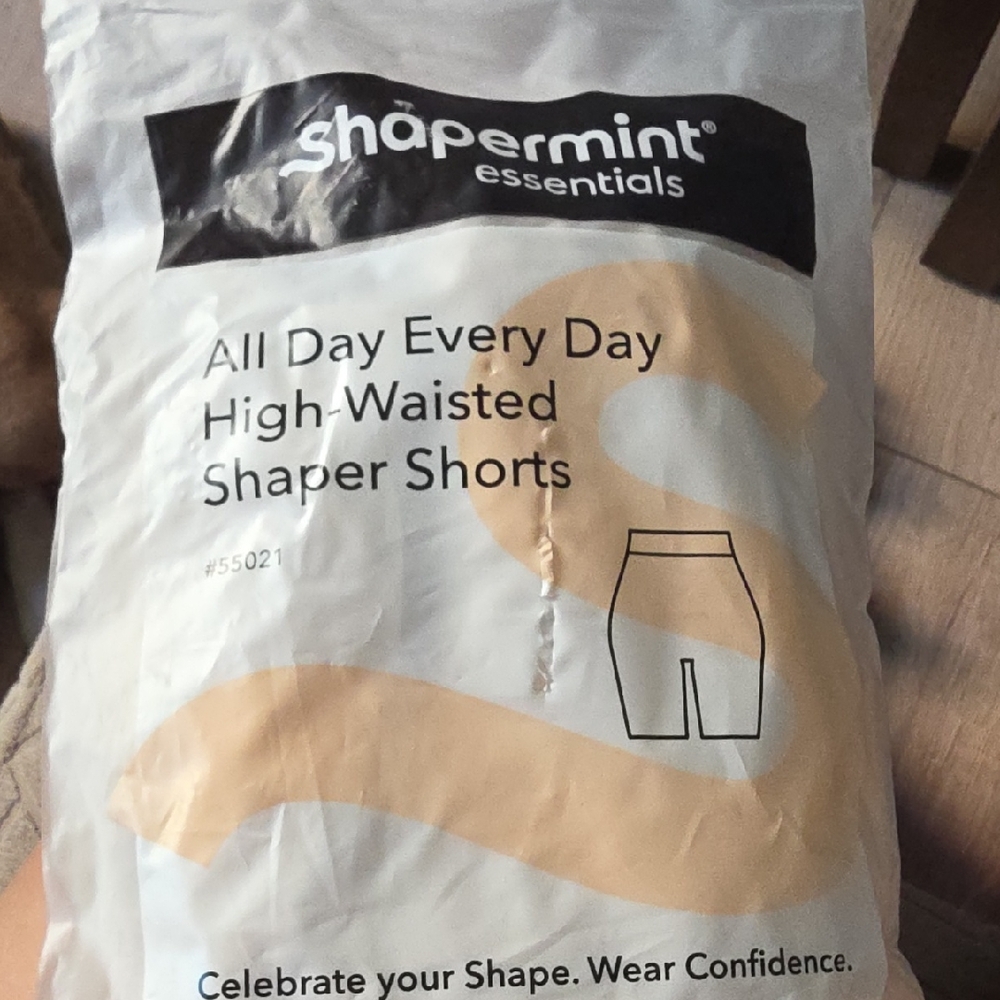 shapermint®
essentials
All Day Every Day
High-Waisted
Shaper Shorts
#55021
Celebrate your Shape. Wear Confidence.